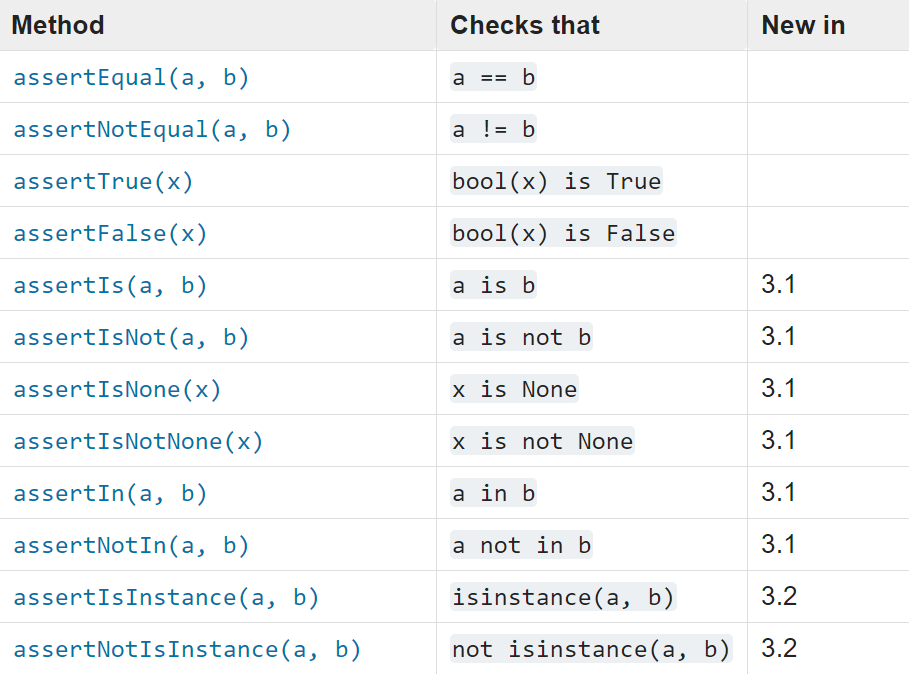 Method Checks that New in
assertEqual(a, b) a == b
assertNotEqual(a, b) a != b
assertTrue(x) bool(x) is True
assertFalse(x) bool(x) is False
assertIs(a, b) a is b 3.1
assertIsNot(a, b) a is not b 3.1
assertIsNone(x) x is None 3.1
assertIsNotNone(x) x is not None 3.1
assertIn(a, b) a in b 3.1
assertNotIn(a, b) a not in b 3.1
assertIsInstance(a, b) isinstance(a, b) 3.2
assertNotIsInstance(a, b) not isinstance(a, b) 3.2